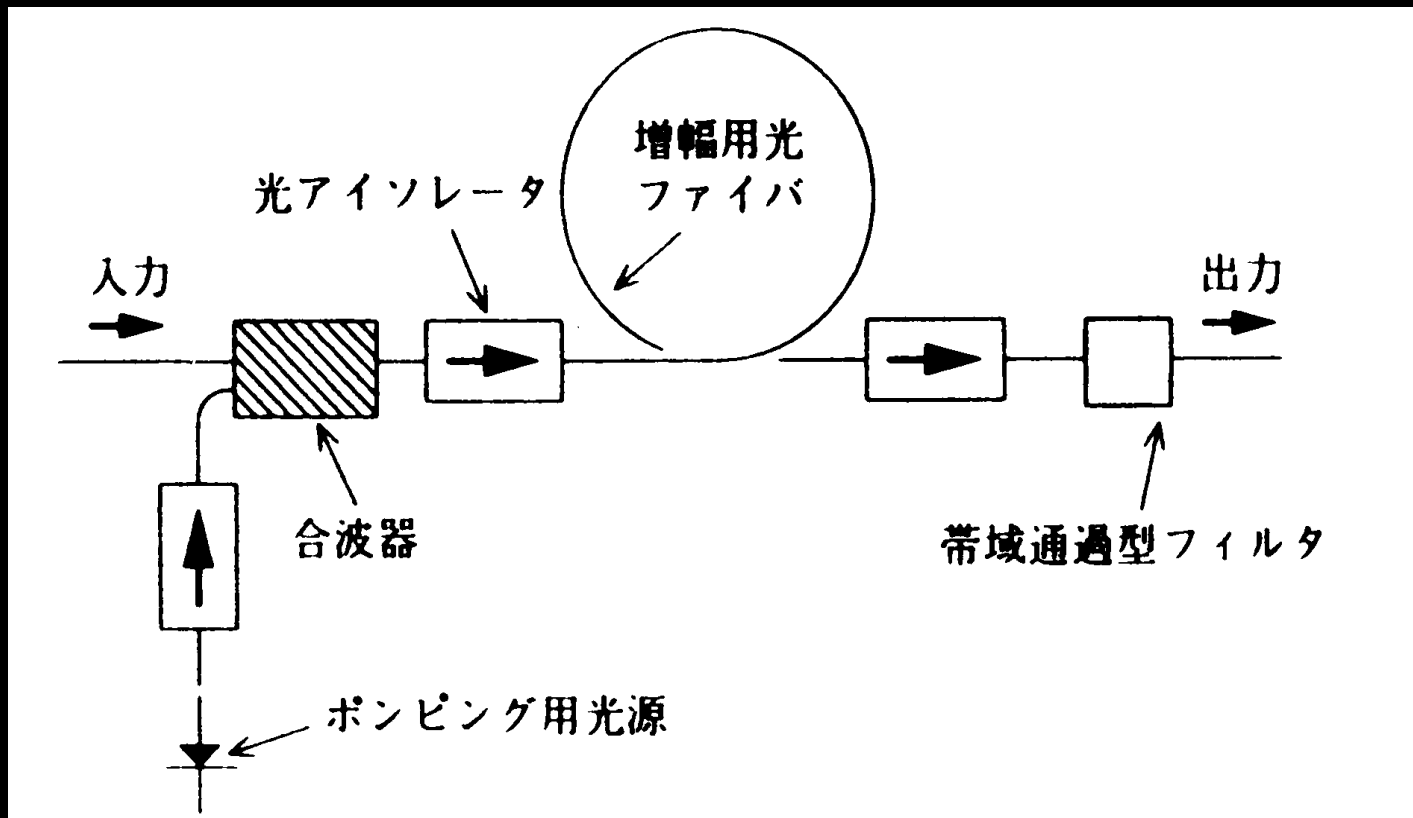 増幅用光
ファイバ
光アイソレータ
入力
出力
合波器
帯域通過型フィルタ
ポンピング用光源